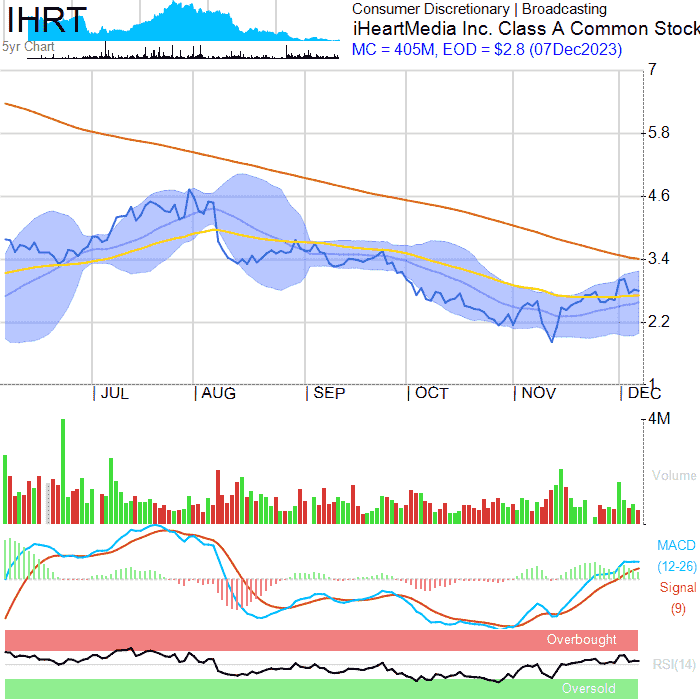 IHRT
5yr Chart
Consumer Discretionary | Broadcasting
iHeartMedia Inc. Class A Common Stock
MC = 405M, EOD = $2.8 (07Dec2023)
7
5.8
4.6
3.4
2.2
1
JUL AUG SEP OCT NOV DEC
4M
Volume
MACD
(12-26)
Signal
(9)
Overbought
RSI(14)
Oversold